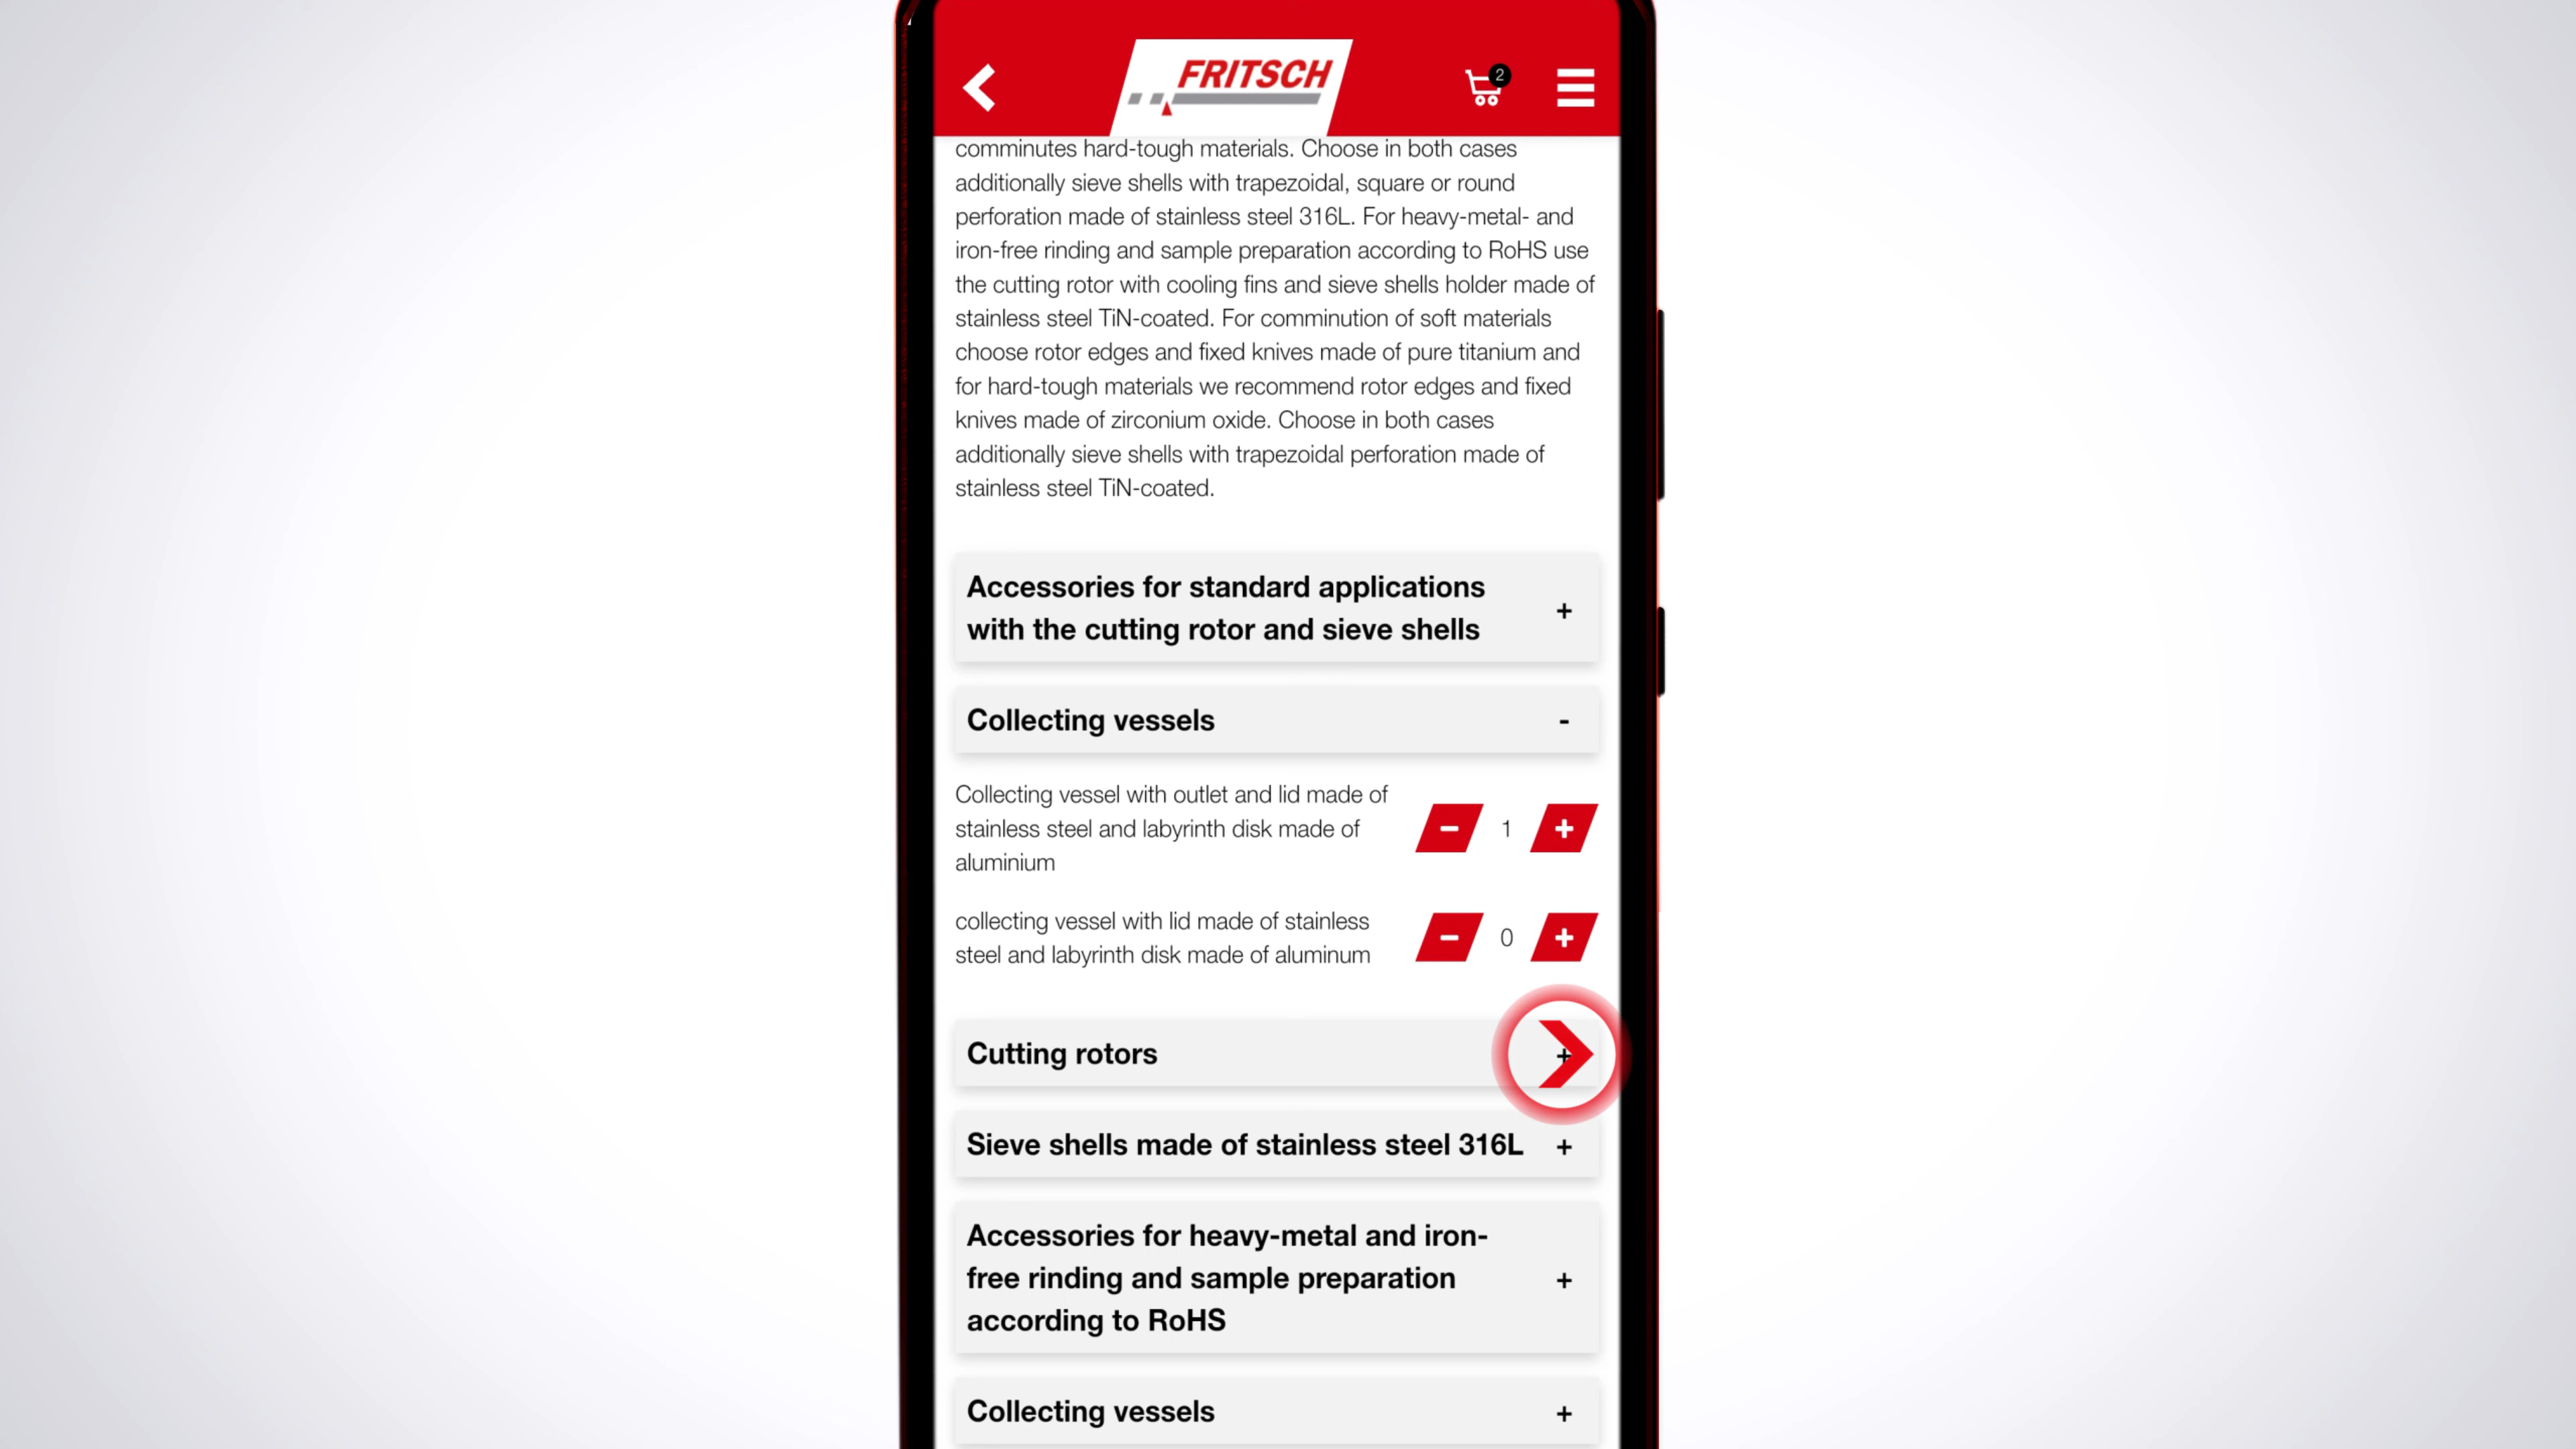 FRITSCH
2
comminutes hard-tough materials. Choose in both cases
additionally sieve shells with trapezoidal, square or round
perforation made of stainless steel 316L. For heavy-metal- and
iron-free rinding and sample preparation according to RoHS use
the cutting rotor with cooling fins and sieve shells holder made of
stainless steel TiN-coated. For comminution of soft materials
choose rotor edges and fixed knives made of pure titanium and
for hard-tough materials we recommend rotor edges and fixed
knives made of zirconium oxide. Choose in both cases
additionally sieve shells with trapezoidal perforation made of
stainless steel TiN-coated.
Accessories for standard applications
with the cutting rotor and sieve shells
+
Collecting vessels -
Collecting vessel with outlet and lid made of
stainless steel and labyrinth disk made of
aluminium
− 1 +
collecting vessel with lid made of stainless
steel and labyrinth disk made of aluminum
− 0 +
Cutting rotors +
Sieve shells made of stainless steel 316L +
Accessories for heavy-metal and iron-
free rinding and sample preparation
according to RoHS
+
Collecting vessels +